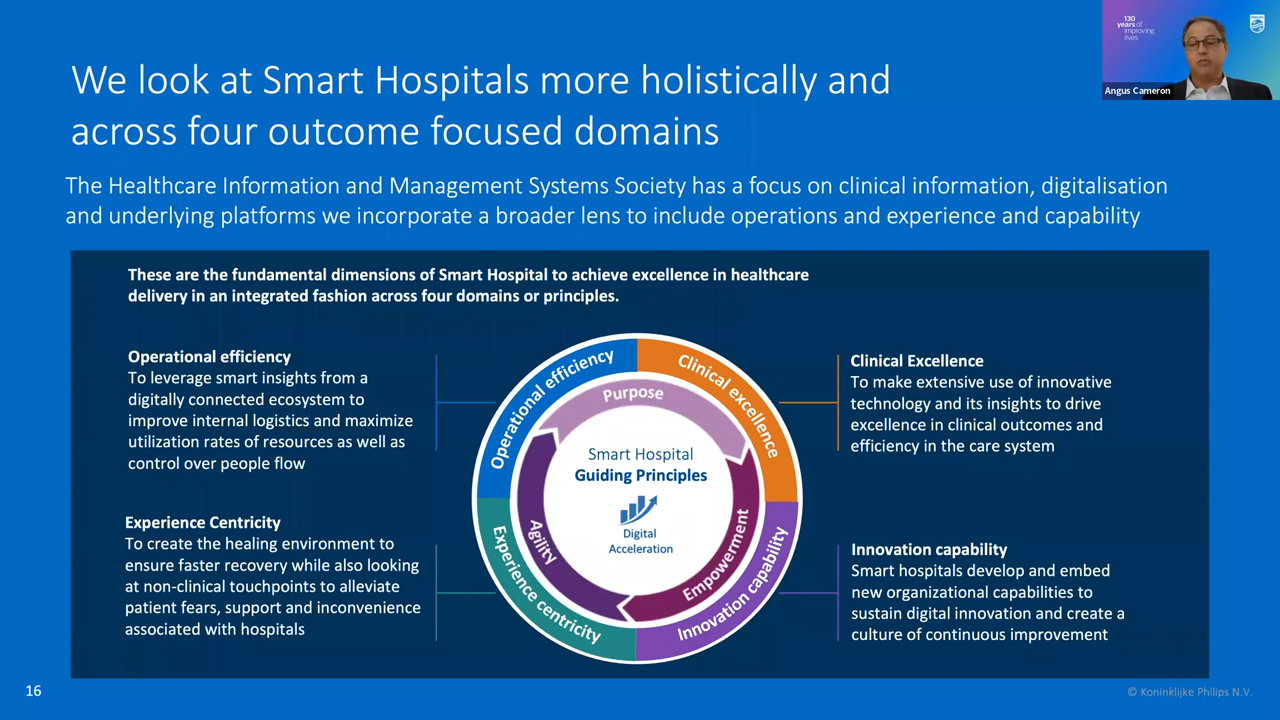 We look at Smart Hospitals more holistically and
across four outcome focused domains
130
years of
improving
lives
Angus Cameron
The Healthcare Information and Management Systems Society has a focus on clinical information, digitalisation
and underlying platforms we incorporate a broader lens to include operations and experience and capability
These are the fundamental dimensions of Smart Hospital to achieve excellence in healthcare
delivery in an integrated fashion across four domains or principles.
Operational efficiency
To leverage smart insights from a
digitally connected ecosystem to
improve internal logistics and maximize
utilization rates of resources as well as
control over people flow
Experience Centricity
To create the healing environment to
ensure faster recovery while also looking
at non-clinical touchpoints to alleviate
patient fears, support and inconvenience
associated with hospitals
Operational efficiency
Clinical excellence
Innovation capability
Experience centricity
Purpose
Empowerment
Agility
Smart Hospital
Guiding Principles
Digital
Acceleration
Clinical Excellence
To make extensive use of innovative
technology and its insights to drive
excellence in clinical outcomes and
efficiency in the care system
Innovation capability
Smart hospitals develop and embed
new organizational capabilities to
sustain digital innovation and create a
culture of continuous improvement
16
© Koninklijke Philips N.V.